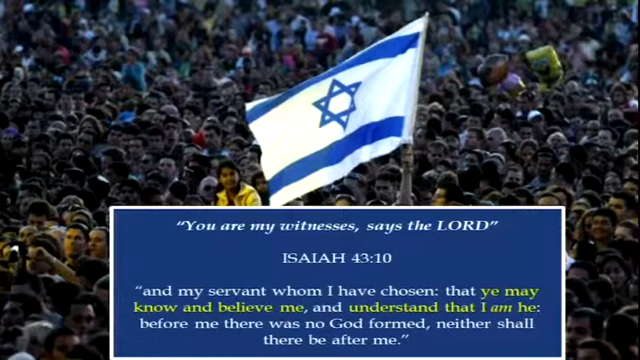 “You are my witnesses, says the LORD”
ISAIAH 43:10
“and my servant whom I have chosen: that ye may
know and believe me, and understand that I am he:
before me there was no God formed, neither shall
there be after me.”